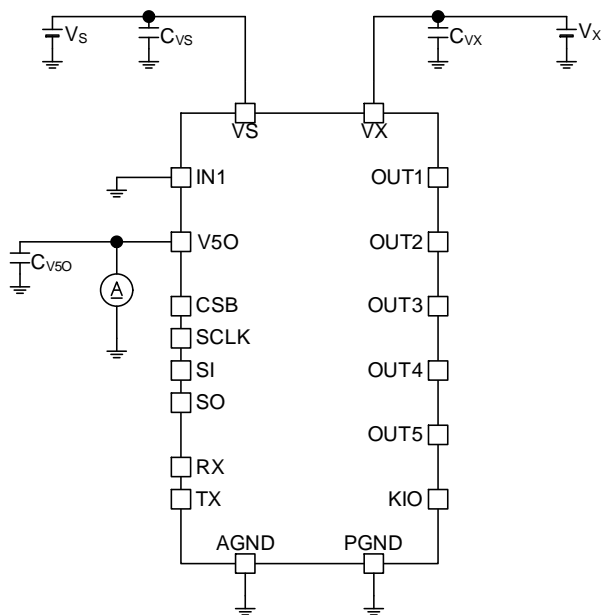 VS CVS CVX VX
VS VX
IN1 OUT1
V5O OUT2
CV5O
A
CSB OUT3
SCLK
SI OUT4
SO
OUT5
RX
TX KIO
AGND PGND